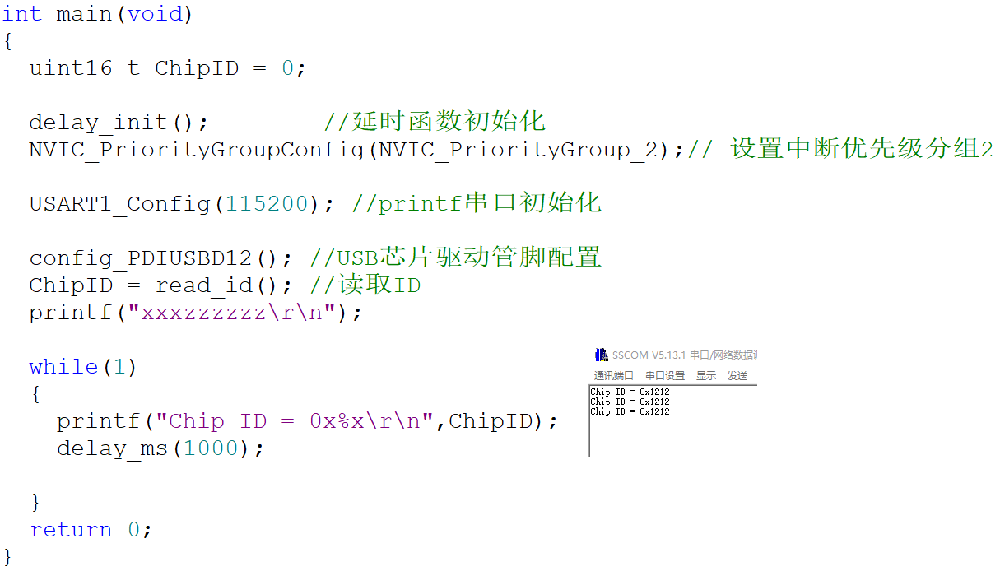 int main(void)
{
uint16_t ChipID = 0;
delay_init(); //延时函数初始化
NVIC_PriorityGroupConfig(NVIC_PriorityGroup_2);// 设置中断优先级分组2
USART1_Config(115200); //printf串口初始化
config_PDIUSBD12(); //USB芯片驱动管脚配置
ChipID = read_id(); //读取ID
printf("xxxzzzzzz\r\n");
while(1)
{
printf("Chip ID = 0x%x\r\n",ChipID);
delay_ms(1000);
}
return 0;
}
SSCOM V5.13.1 串口/网络数据
通讯端口 串口设置 显示 发送
Chip ID = 0x1212
Chip ID = 0x1212
Chip ID = 0x1212